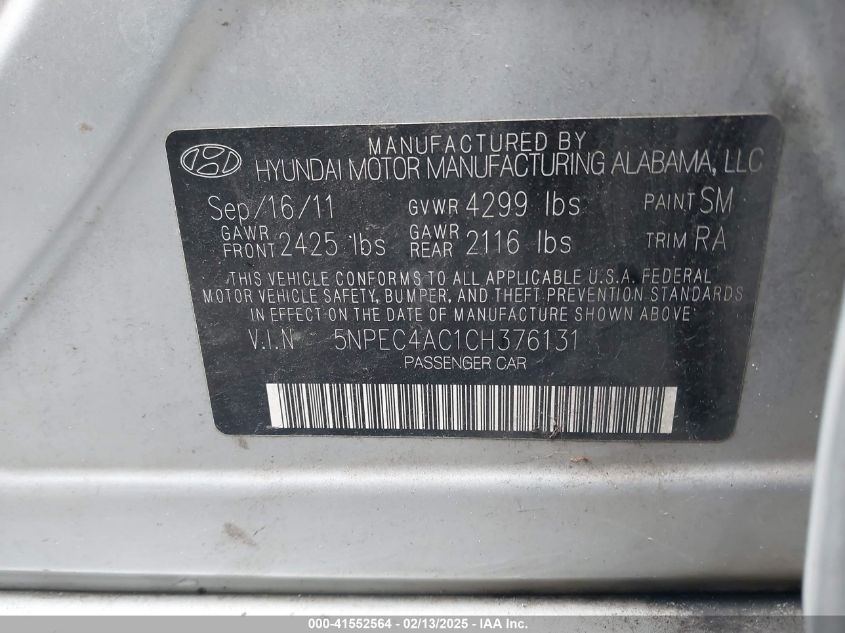 MANUFACTURED BY
HYUNDAI MOTOR MANUFACTURING ALABAMA, LLC
Sep/16/11 GVWR 4299 lbs PAINT SM
GAWR FRONT 2425 lbs GAWR REAR 2116 lbs TRIM RA
THIS VEHICLE CONFORMS TO ALL APPLICABLE U.S.A. FEDERAL
MOTOR VEHICLE SAFETY, BUMPER, AND THEFT PREVENTION STANDARDS
IN EFFECT ON THE DATE OF MANUFACTURE SHOWN ABOVE
V.I.N 5NPEC4AC1CH376131
PASSENGER CAR
000-41552564 - 02/13/2025 - © IAA Inc.